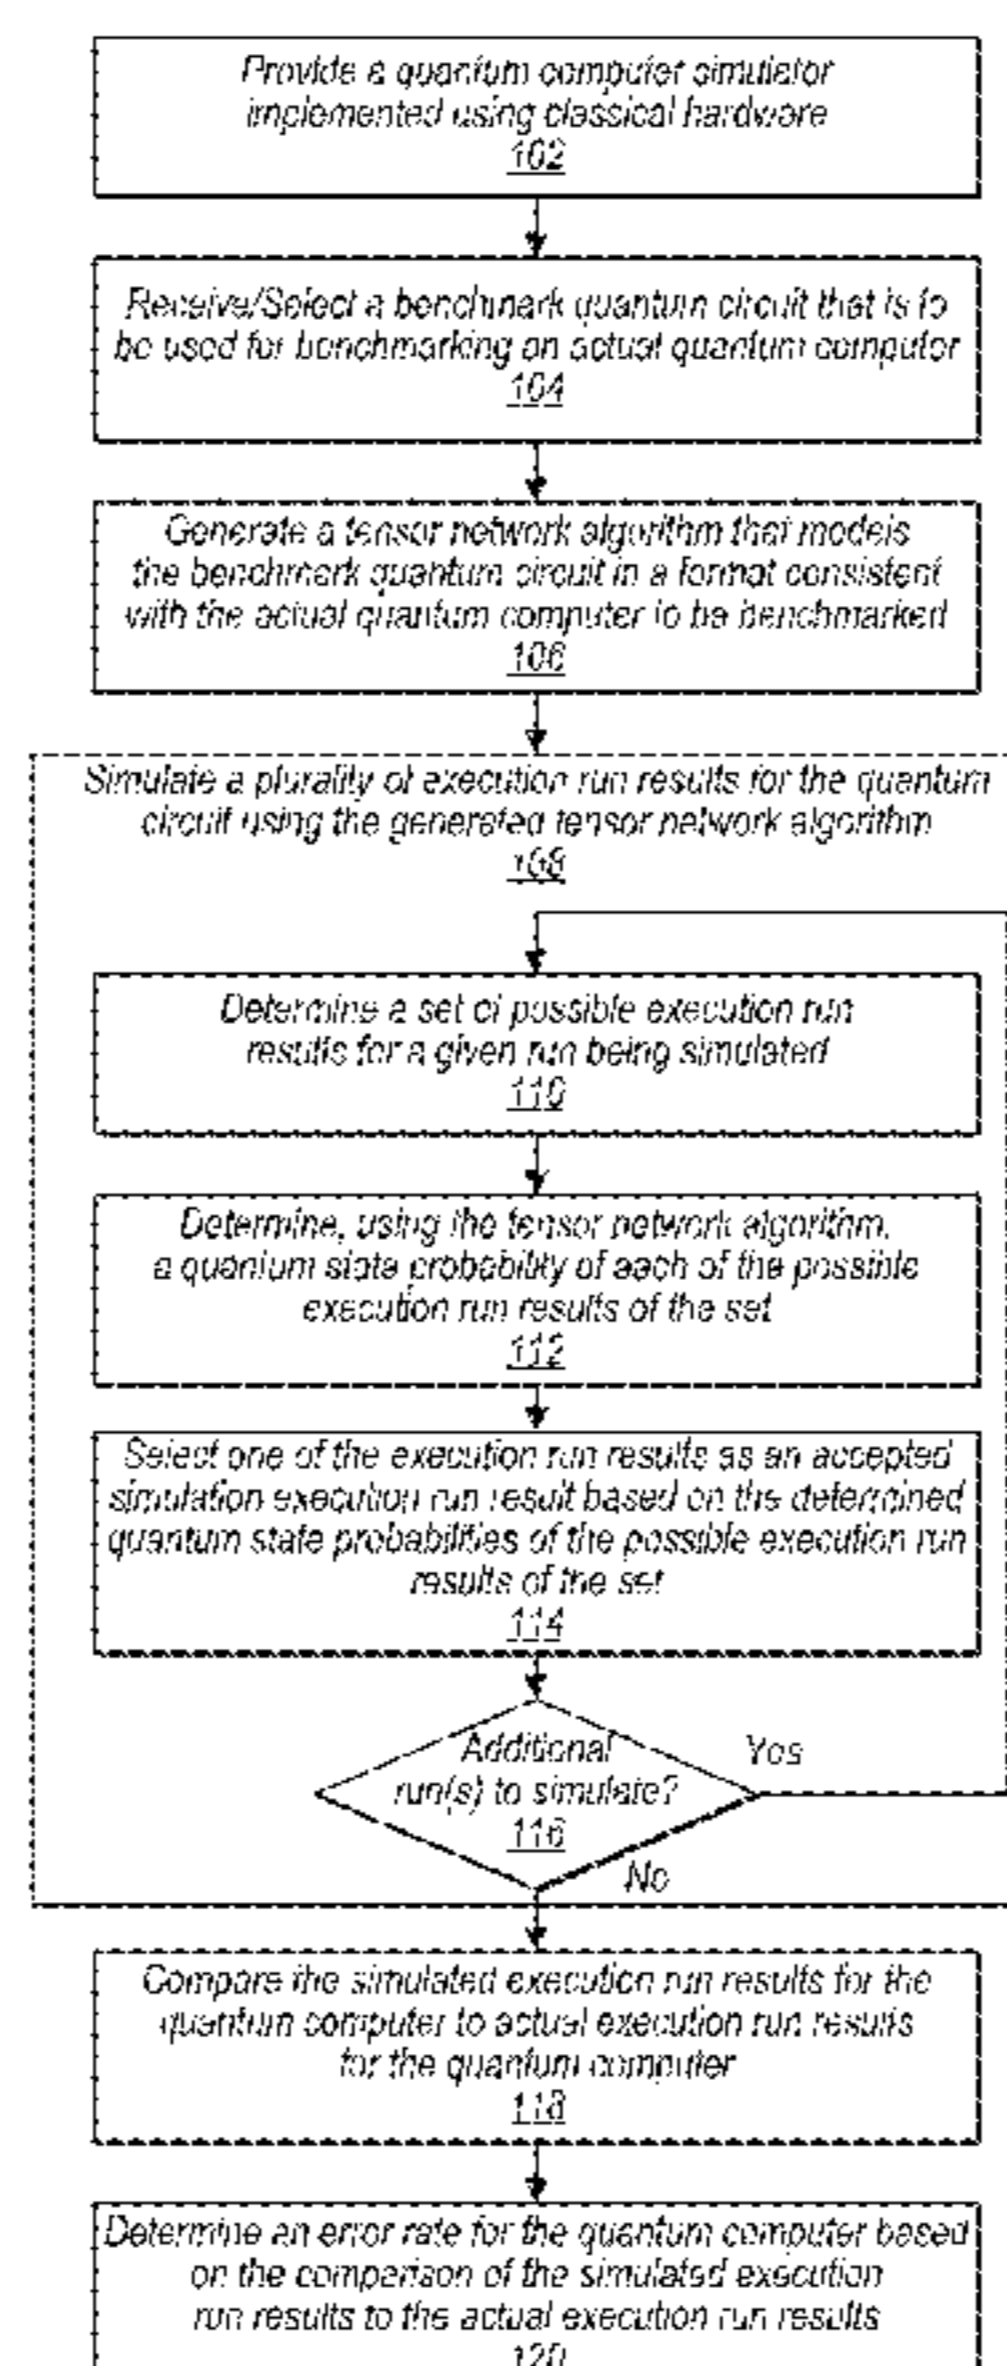 Provide a quantum computer simulator
implemented using classical hardware
102
Receive/Select a benchmark quantum circuit that is to
be used for benchmarking an actual quantum computer
104
Generate a tensor network algorithm that models
the benchmark quantum circuit in a format consistent
with the actual quantum computer to be benchmarked
106
Simulate a plurality of execution run results for the quantum
circuit using the generated tensor network algorithm
108
Determine a set of possible execution run
results for a given run being simulated
110
Determine, using the tensor network algorithm,
a quantum state probability of each of the possible
execution run results of the set
112
Select one of the execution run results as an accepted
simulation execution run result based on the determined
quantum state probabilities of the possible execution run
results of the set
114
Additional
run(s) to simulate?
116
Yes
No
Compare the simulated execution run results for the
quantum computer to actual execution run results
for the quantum computer
118
Determine an error rate for the quantum computer based
on the comparison of the simulated execution
run results to the actual execution run results
120